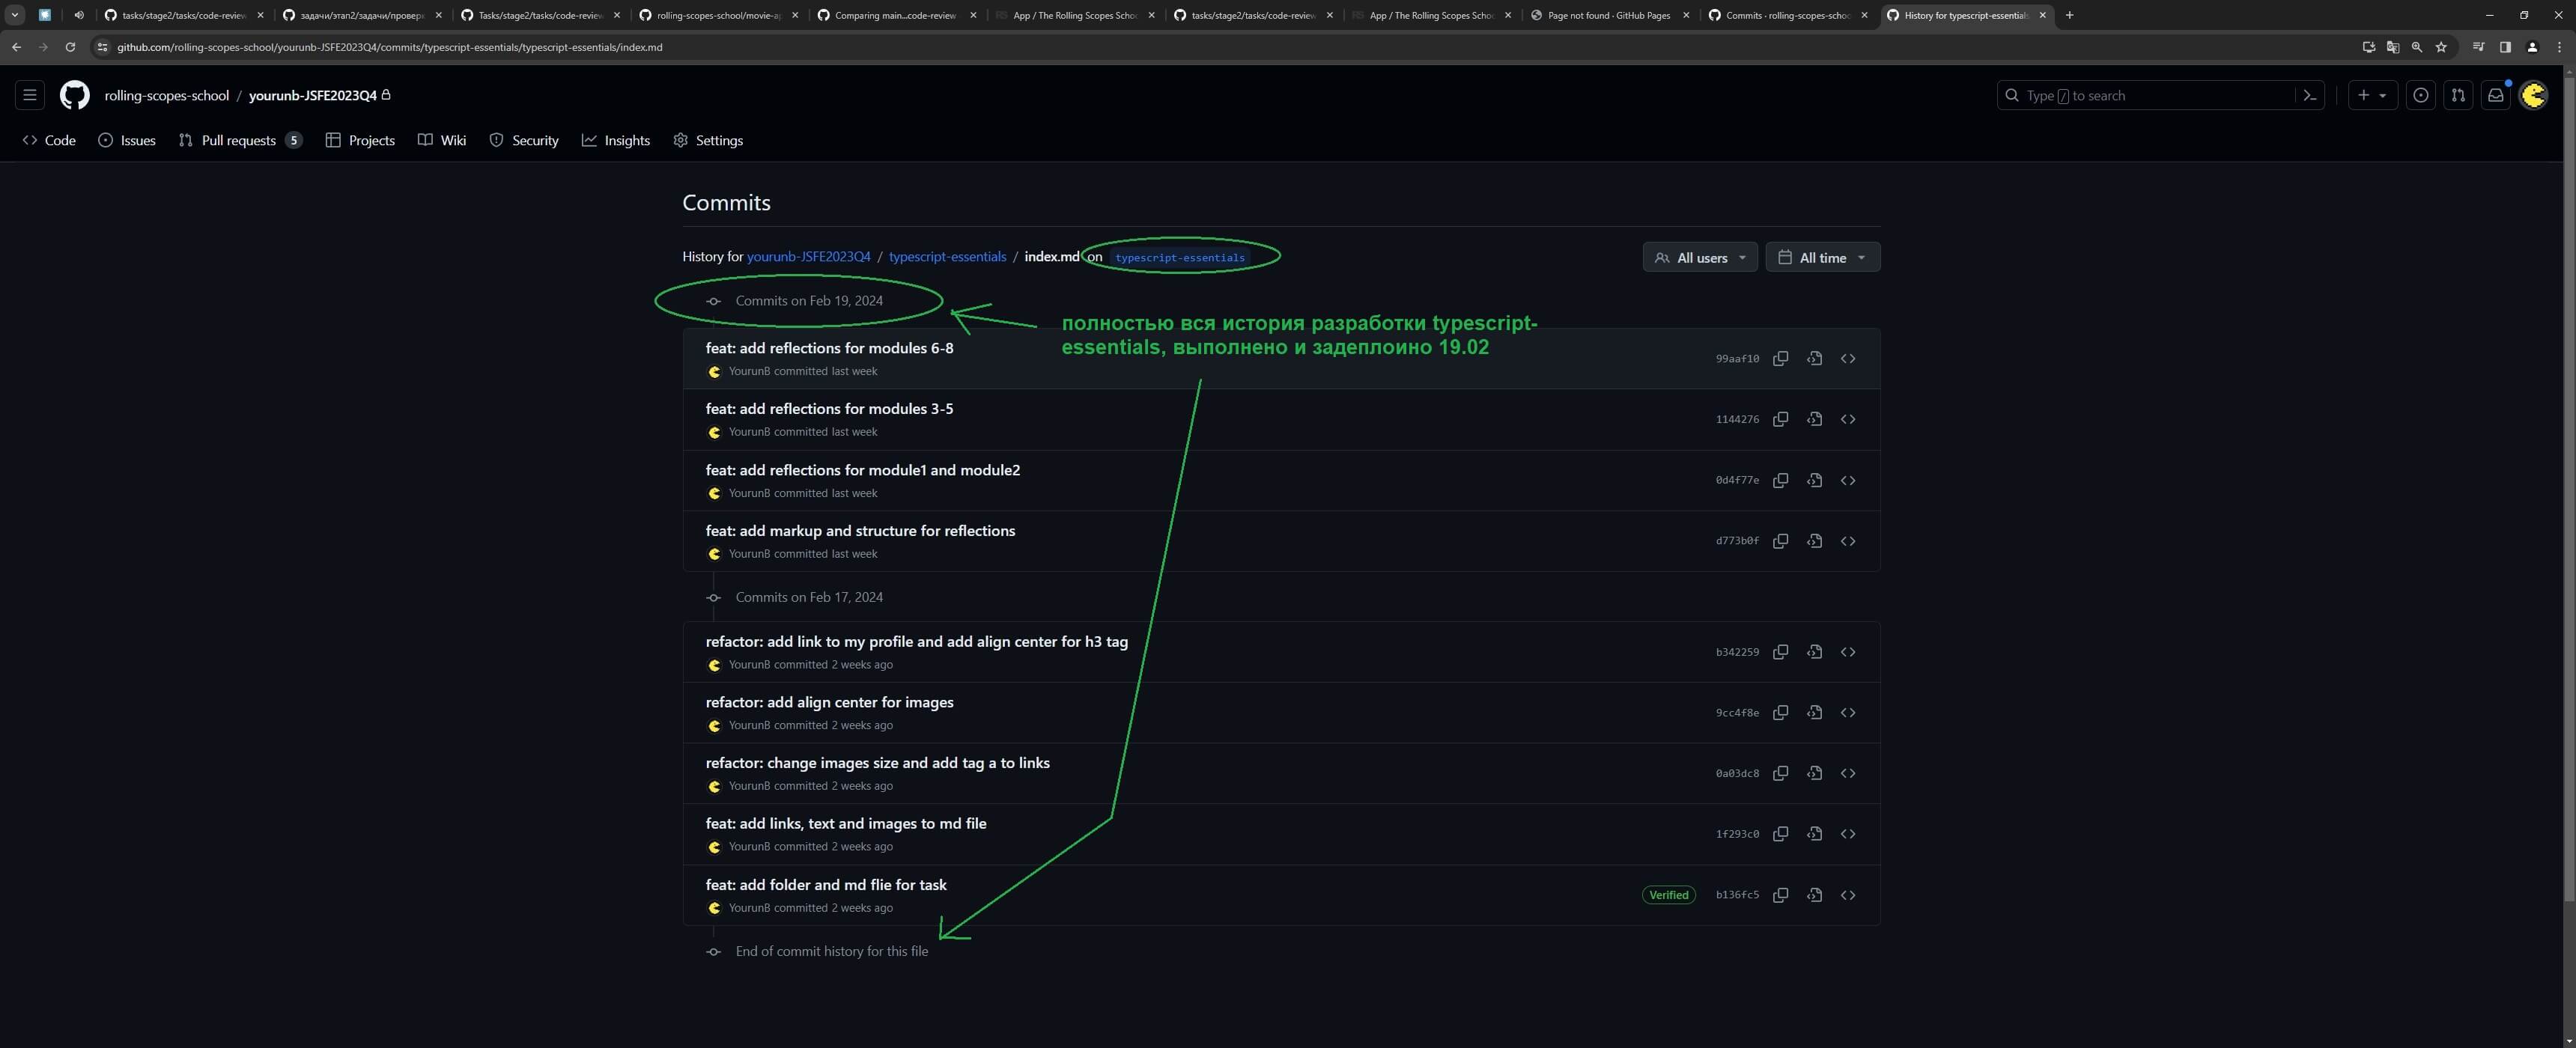 tasks/stage2/tasks/code-review
задачи/этап2/задачи/проверк
Tasks/stage2/tasks/code-review
rolling-scopes-school/movie-a
Comparing main...code-review
App / The Rolling Scopes Schoo
tasks/stage2/tasks/code-review
App / The Rolling Scopes Schoo
Page not found · GitHub Pages
Commits · rolling-scopes-schoo
History for typescript-essentials
github.com/rolling-scopes-school/yourunb-JSFE2023Q4/commits/typescript-essentials/typescript-essentials/index.md
rolling-scopes-school / yourunb-JSFE2023Q4
Type / to search
Code
Issues
Pull requests 5
Projects
Wiki
Security
Insights
Settings
Commits
History for yourunb-JSFE2023Q4 / typescript-essentials / index.md on typescript-essentials
All users
All time
Commits on Feb 19, 2024
полностью вся история разработки typescript-
essentials, выполнено и задеплоино 19.02
feat: add reflections for modules 6-8
YourunB committed last week
99aaf10
feat: add reflections for modules 3-5
YourunB committed last week
1144276
feat: add reflections for module1 and module2
YourunB committed last week
0d4f77e
feat: add markup and structure for reflections
YourunB committed last week
d773b0f
Commits on Feb 17, 2024
refactor: add link to my profile and add align center for h3 tag
YourunB committed 2 weeks ago
b342259
refactor: add align center for images
YourunB committed 2 weeks ago
9cc4f8e
refactor: change images size and add tag a to links
YourunB committed 2 weeks ago
0a03dc8
feat: add links, text and images to md file
YourunB committed 2 weeks ago
1f293c0
feat: add folder and md flie for task
YourunB committed 2 weeks ago
Verified
b136fc5
End of commit history for this file